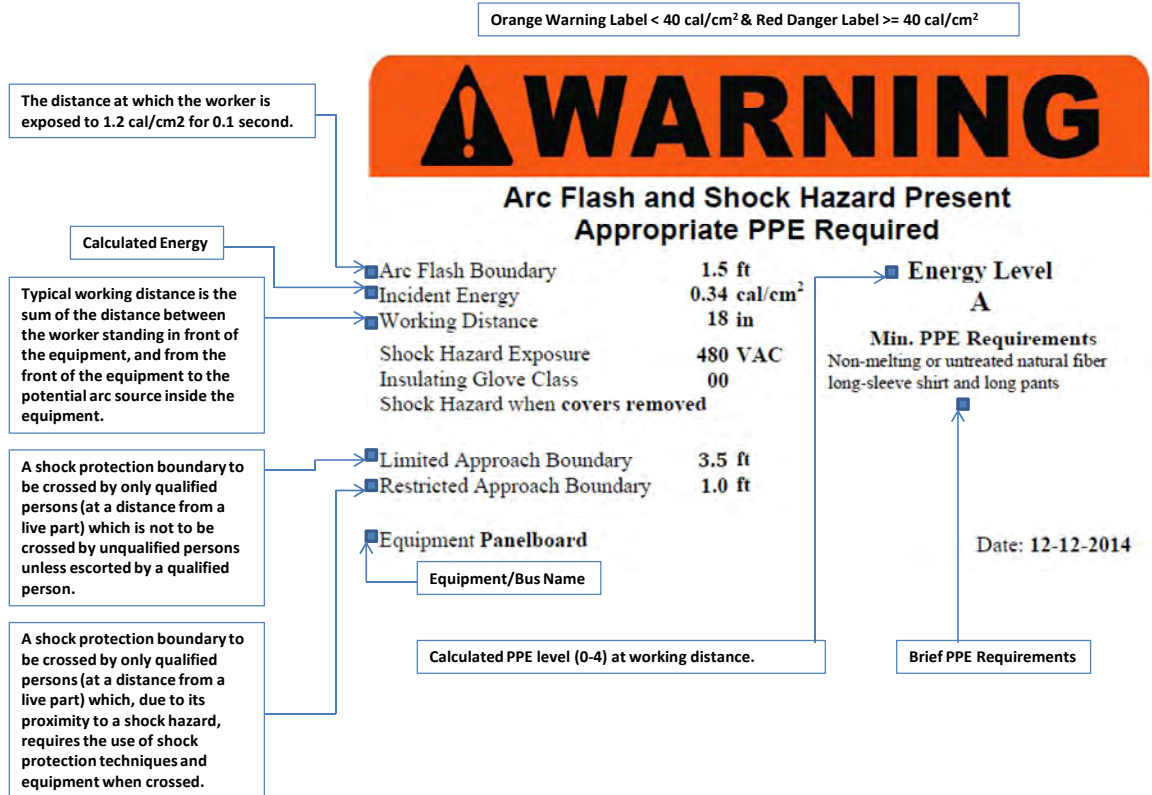 Orange Warning Label < 40 cal/cm² & Red Danger Label >= 40 cal/cm²
WARNING
Arc Flash and Shock Hazard Present
Appropriate PPE Required
The distance at which the worker is
exposed to 1.2 cal/cm2 for 0.1 second.
Calculated Energy
Typical working distance is the
sum of the distance between
the worker standing in front of
the equipment, and from the
front of the equipment to the
potential arc source inside the
equipment.
A shock protection boundary to
be crossed by only qualified
persons (at a distance from a
live part) which is not to be
crossed by unqualified persons
unless escorted by a qualified
person.
A shock protection boundary to
be crossed by only qualified
persons (at a distance from a
live part) which, due to its
proximity to a shock hazard,
requires the use of shock
protection techniques and
equipment when crossed.
Arc Flash Boundary 1.5 ft
Incident Energy 0.34 cal/cm²
Working Distance 18 in
Shock Hazard Exposure 480 VAC
Insulating Glove Class 00
Shock Hazard when covers removed
Limited Approach Boundary 3.5 ft
Restricted Approach Boundary 1.0 ft
Equipment Panelboard
Equipment/Bus Name
Energy Level
A
Min. PPE Requirements
Non-melting or untreated natural fiber
long-sleeve shirt and long pants
Date: 12-12-2014
Calculated PPE level (0-4) at working distance.
Brief PPE Requirements